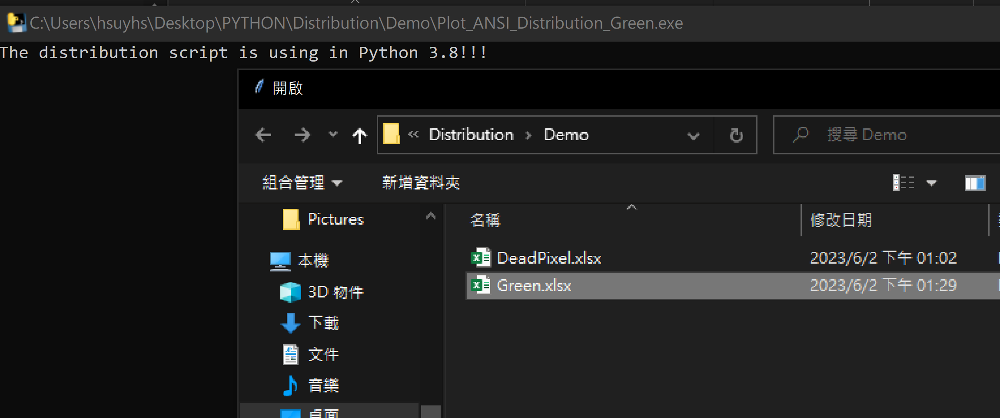 C:\Users\hsuyhs\Desktop\PYTHON\Distribution\Demo\Plot_ANSI_Distribution_Green.exe
The distribution script is using in Python 3.8!!!
開啟
« Distribution › Demo
搜尋 Demo
組合管理
新增資料夾
Pictures
本機
3D 物件
下載
文件
音樂
桌面
名稱
修改日期
DeadPixel.xlsx
2023/6/2 下午 01:02
Green.xlsx
2023/6/2 下午 01:29